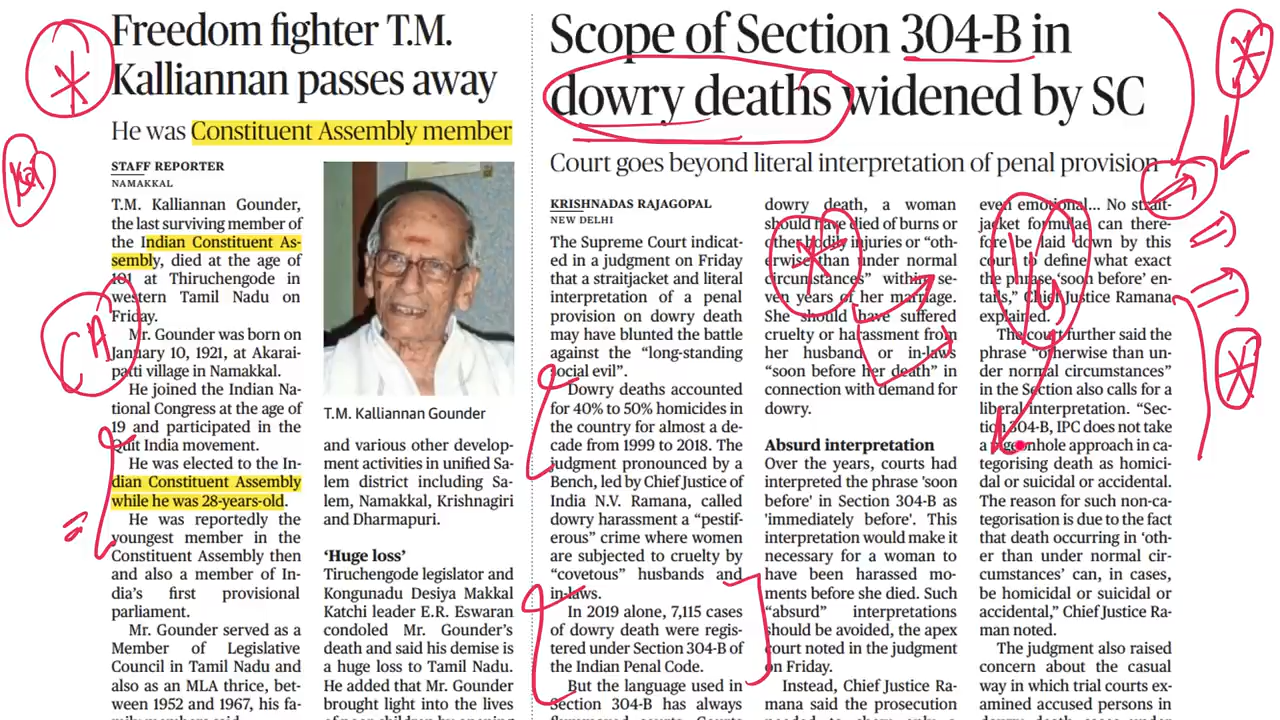 Freedom fighter T.M.
Kalliannan passes away
He was Constituent Assembly member
STAFF REPORTER
NAMAKKAL
T.M. Kalliannan Gounder,
the last surviving member of
the Indian Constituent As-
sembly, died at the age of
101 at Thiruchengode in
western Tamil Nadu on
Friday.
Mr. Gounder was born on
January 10, 1921, at Akarai-
patti village in Namakkal.
He joined the Indian Na-
tional Congress at the age of
19 and participated in the
Quit India movement.
He was elected to the In-
dian Constituent Assembly
while he was 28-years-old.
He was reportedly the
youngest member in the
Constituent Assembly then
and also a member of In-
dia's first provisional
parliament.
Mr. Gounder served as a
Member of Legislative
Council in Tamil Nadu and
also as an MLA thrice, bet-
ween 1952 and 1967, his fa-
mily members said
T.M. Kalliannan Gounder
and various other develop-
ment activities in unified Sa-
lem district including Sa-
lem, Namakkal, Krishnagiri
and Dharmapuri.
'Huge loss'
Tiruchengode legislator and
Kongunadu Desiya Makkal
Katchi leader E.R. Eswaran
condoled Mr. Gounder's
death and said his demise is
a huge loss to Tamil Nadu.
He added that Mr. Gounder
brought light into the lives
of poor children by opening
CA
Scope of Section 304-B in
dowry deaths widened by SC
Court goes beyond literal interpretation of penal provision
KRISHNADAS RAJAGOPAL
NEW DELHI
The Supreme Court indicat-
ed in a judgment on Friday
that a straitjacket and literal
interpretation of a penal
provision on dowry death
may have blunted the battle
against the "long-standing
social evil".
Dowry deaths accounted
for 40% to 50% homicides in
the country for almost a de-
cade from 1999 to 2018. The
judgment pronounced by a
Bench, led by Chief Justice of
India N.V. Ramana, called
dowry harassment a "pestif-
erous" crime where women
are subjected to cruelty by
"covetous" husbands and
in-laws.
In 2019 alone, 7,115 cases
of dowry death were regis-
tered under Section 304-B of
the Indian Penal Code.
But the language used in
Section 304-B has always
dowry death, a woman
should have died of burns or
other bodily injuries or "oth-
erwise than under normal
circumstances" within se-
ven years of her marriage.
She should have suffered
cruelty or harassment from
her husband or in-laws
"soon before her death" in
connection with demand for
dowry.
Absurd interpretation
Over the years, courts had
interpreted the phrase 'soon
before' in Section 304-B as
'immediately before'. This
interpretation would make it
necessary for a woman to
have been harassed mo-
ments before she died. Such
"absurd" interpretations
should be avoided, the apex
court noted in the judgment
on Friday.
Instead, Chief Justice Ra-
mana said the prosecution
needed to show only a
even emotional... No strait-
jacket formulae can there-
fore be laid down by this
court to define what exact
the phrase 'soon before' en-
tails," Chief Justice Ramana
explained.
The court further said the
phrase "otherwise than un-
der normal circumstances"
in the Section also calls for a
liberal interpretation. "Sec-
tion 304-B, IPC does not take
a pigeonhole approach in ca-
tegorising death as homici-
dal or suicidal or accidental.
The reason for such non-ca-
tegorisation is due to the fact
that death occurring in 'oth-
er than under normal cir-
cumstances' can, in cases,
be homicidal or suicidal or
accidental," Chief Justice Ra-
man noted.
The judgment also raised
concern about the casual
way in which trial courts ex-
amined accused persons in